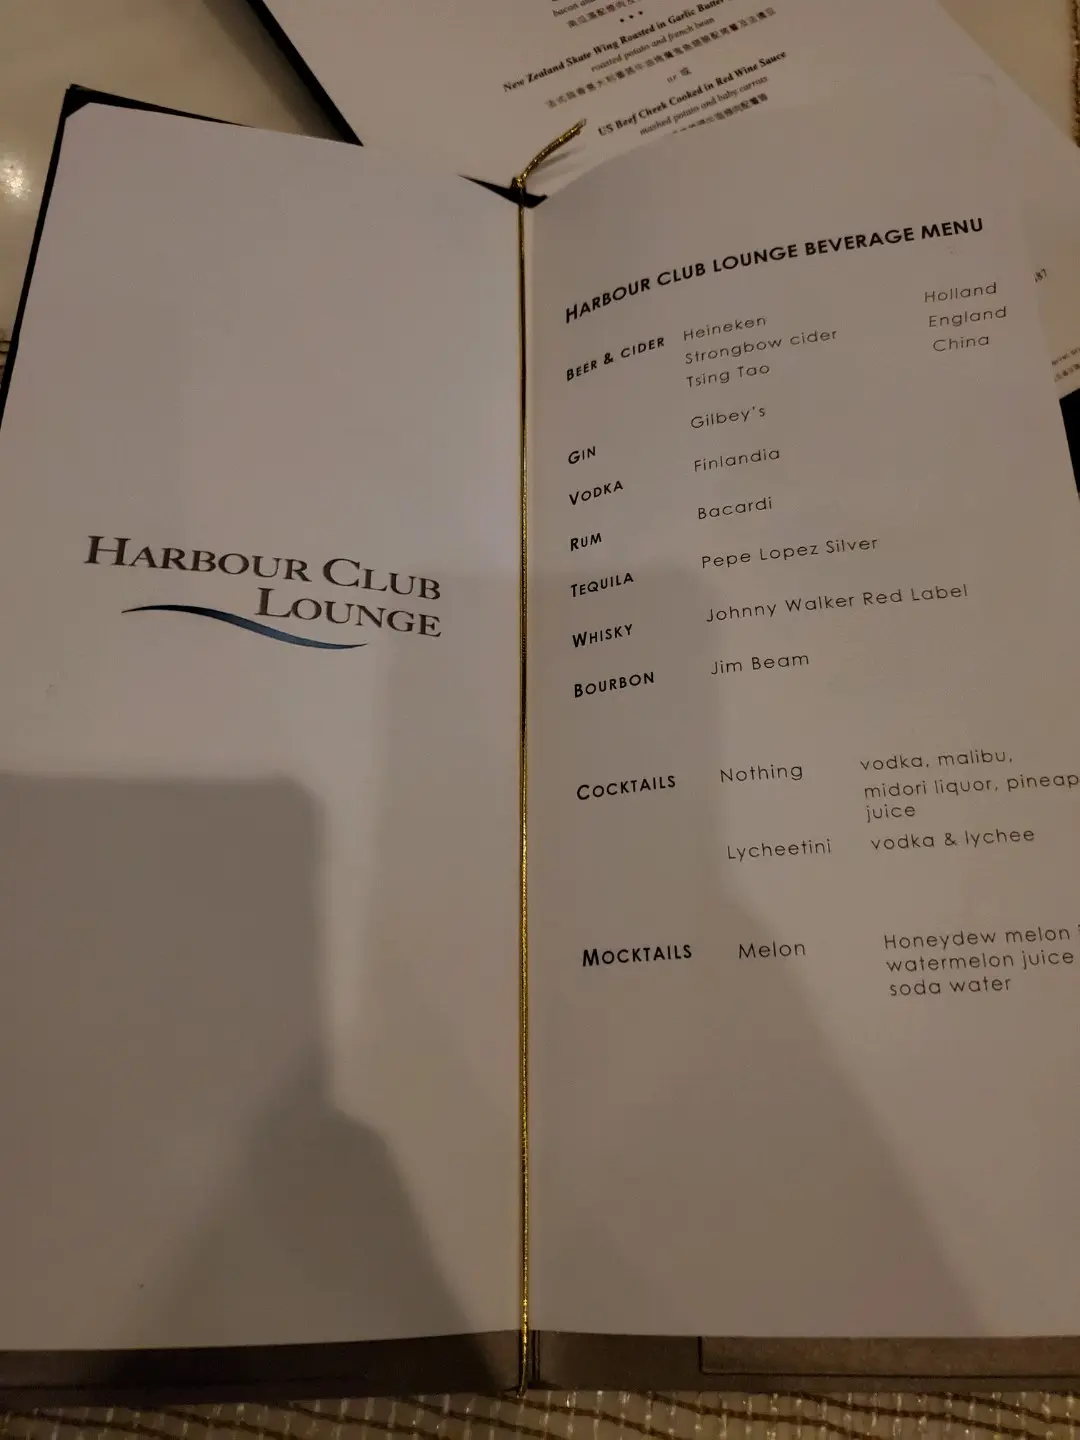 New Zealand Skate Wing Roasted in Garlic Butter
roasted potato and french bean
or 或
US Beef Cheek Cooked in Red Wine Sauce
mashed potato and baby carrots
HARBOUR CLUB
LOUNGE
HARBOUR CLUB LOUNGE BEVERAGE MENU
BEER & CIDER Heineken Holland
Strongbow cider England
Tsing Tao China
GIN Gilbey's
VODKA Finlandia
RUM Bacardi
TEQUILA Pepe Lopez Silver
WHISKY Johnny Walker Red Label
BOURBON Jim Beam
COCKTAILS Nothing vodka, malibu,
midori liquor, pineap
juice
Lycheetini vodka & lychee
MOCKTAILS Melon Honeydew melon
watermelon juice
soda water